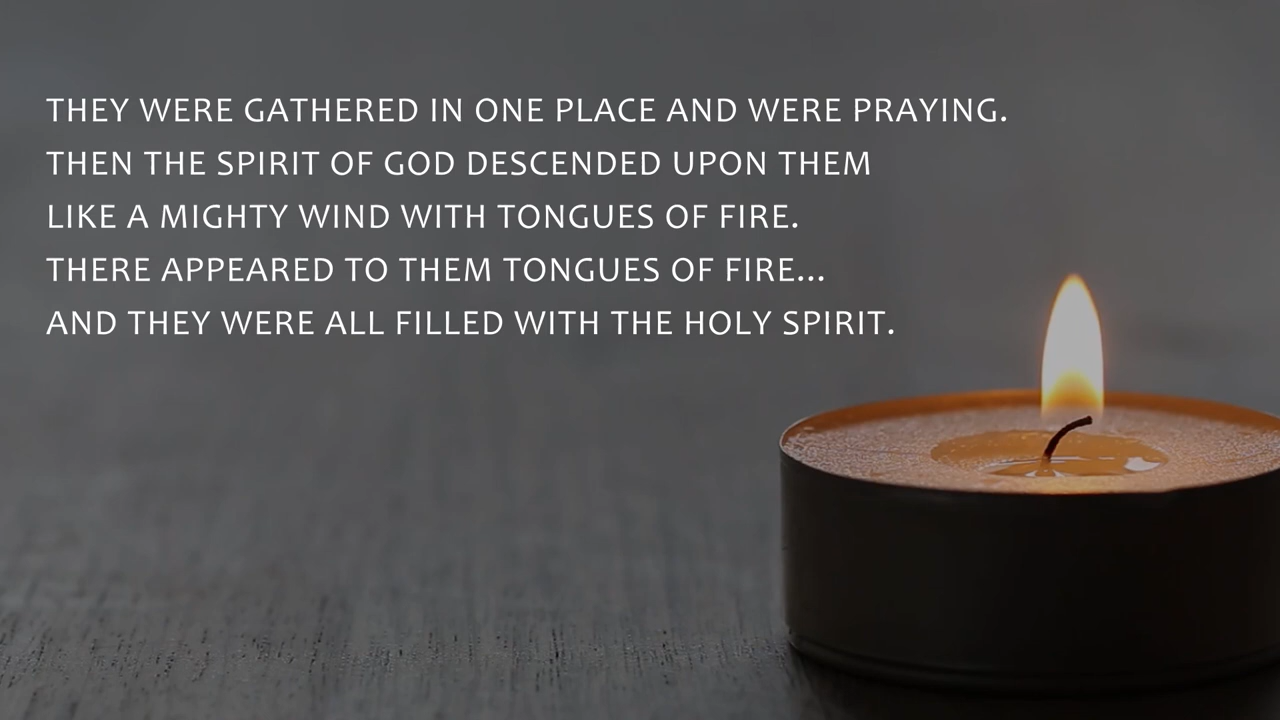 THEY WERE GATHERED IN ONE PLACE AND WERE PRAYING.
THEN THE SPIRIT OF GOD DESCENDED UPON THEM
LIKE A MIGHTY WIND WITH TONGUES OF FIRE.
THERE APPEARED TO THEM TONGUES OF FIRE...
AND THEY WERE ALL FILLED WITH THE HOLY SPIRIT.